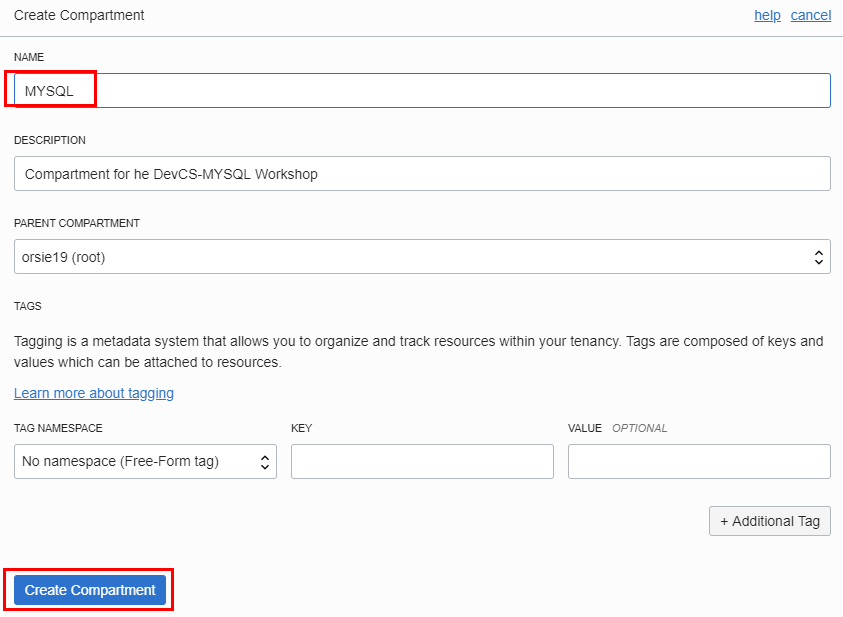 Create Compartment help cancel
NAME
MYSQL
DESCRIPTION
Compartment for he DevCS-MYSQL Workshop
PARENT COMPARTMENT
orsie19 (root)
TAGS
Tagging is a metadata system that allows you to organize and track resources within your tenancy. Tags are composed of keys and
values which can be attached to resources.
Learn more about tagging
TAG NAMESPACE KEY VALUE OPTIONAL
No namespace (Free-Form tag)
+ Additional Tag
Create Compartment